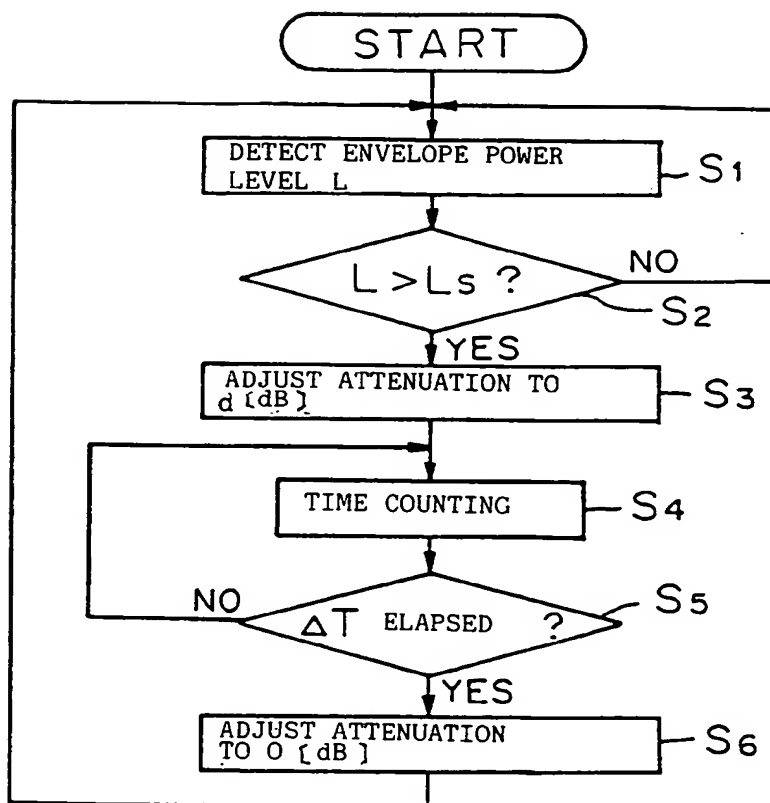 START
DETECT ENVELOPE POWER
LEVEL L
S1
L > Ls ?
NO
S2
YES
ADJUST ATTENUATION TO
d [dB]
S3
TIME COUNTING
S4
NO
ΔT ELAPSED ?
S5
YES
ADJUST ATTENUATION
TO 0 [dB]
S6